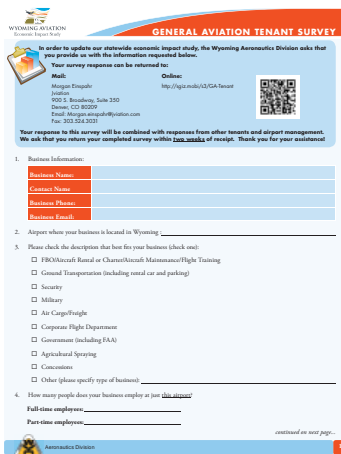 WYOMING AVIATION
Economic Impact Study
GENERAL AVIATION TENANT SURVEY
In order to update our statewide economic impact study, the Wyoming Aeronautics Division asks that
you provide us with the information requested below.
Your survey response can be returned to:
Mail:
Morgan Einspahr
Jviation
900 S. Broadway, Suite 350
Denver, CO 80209
Email: Morgan.einspahr@jviation.com
Fax: 303.524.3031
Online:
http://sgiz.mobi/s3/GA-Tenant
Your response to this survey will be combined with responses from other tenants and airport management.
We ask that you return your completed survey within two weeks of receipt. Thank you for your assistance!
1. Business Information:
Business Name:
Contact Name
Business Phone:
Business Email:
2. Airport where your business is located in Wyoming :
3. Please check the description that best fits your business (check one):
☐ FBO/Aircraft Rental or Charter/Aircraft Maintenance/Flight Training
☐ Ground Transportation (including rental car and parking)
☐ Security
☐ Military
☐ Air Cargo/Freight
☐ Corporate Flight Department
☐ Government (including FAA)
☐ Agricultural Spraying
☐ Concessions
☐ Other (please specify type of business):
4. How many people does your business employ at just this airport?
Full-time employees:
Part-time employees:
continued on next page...
Aeronautics Division